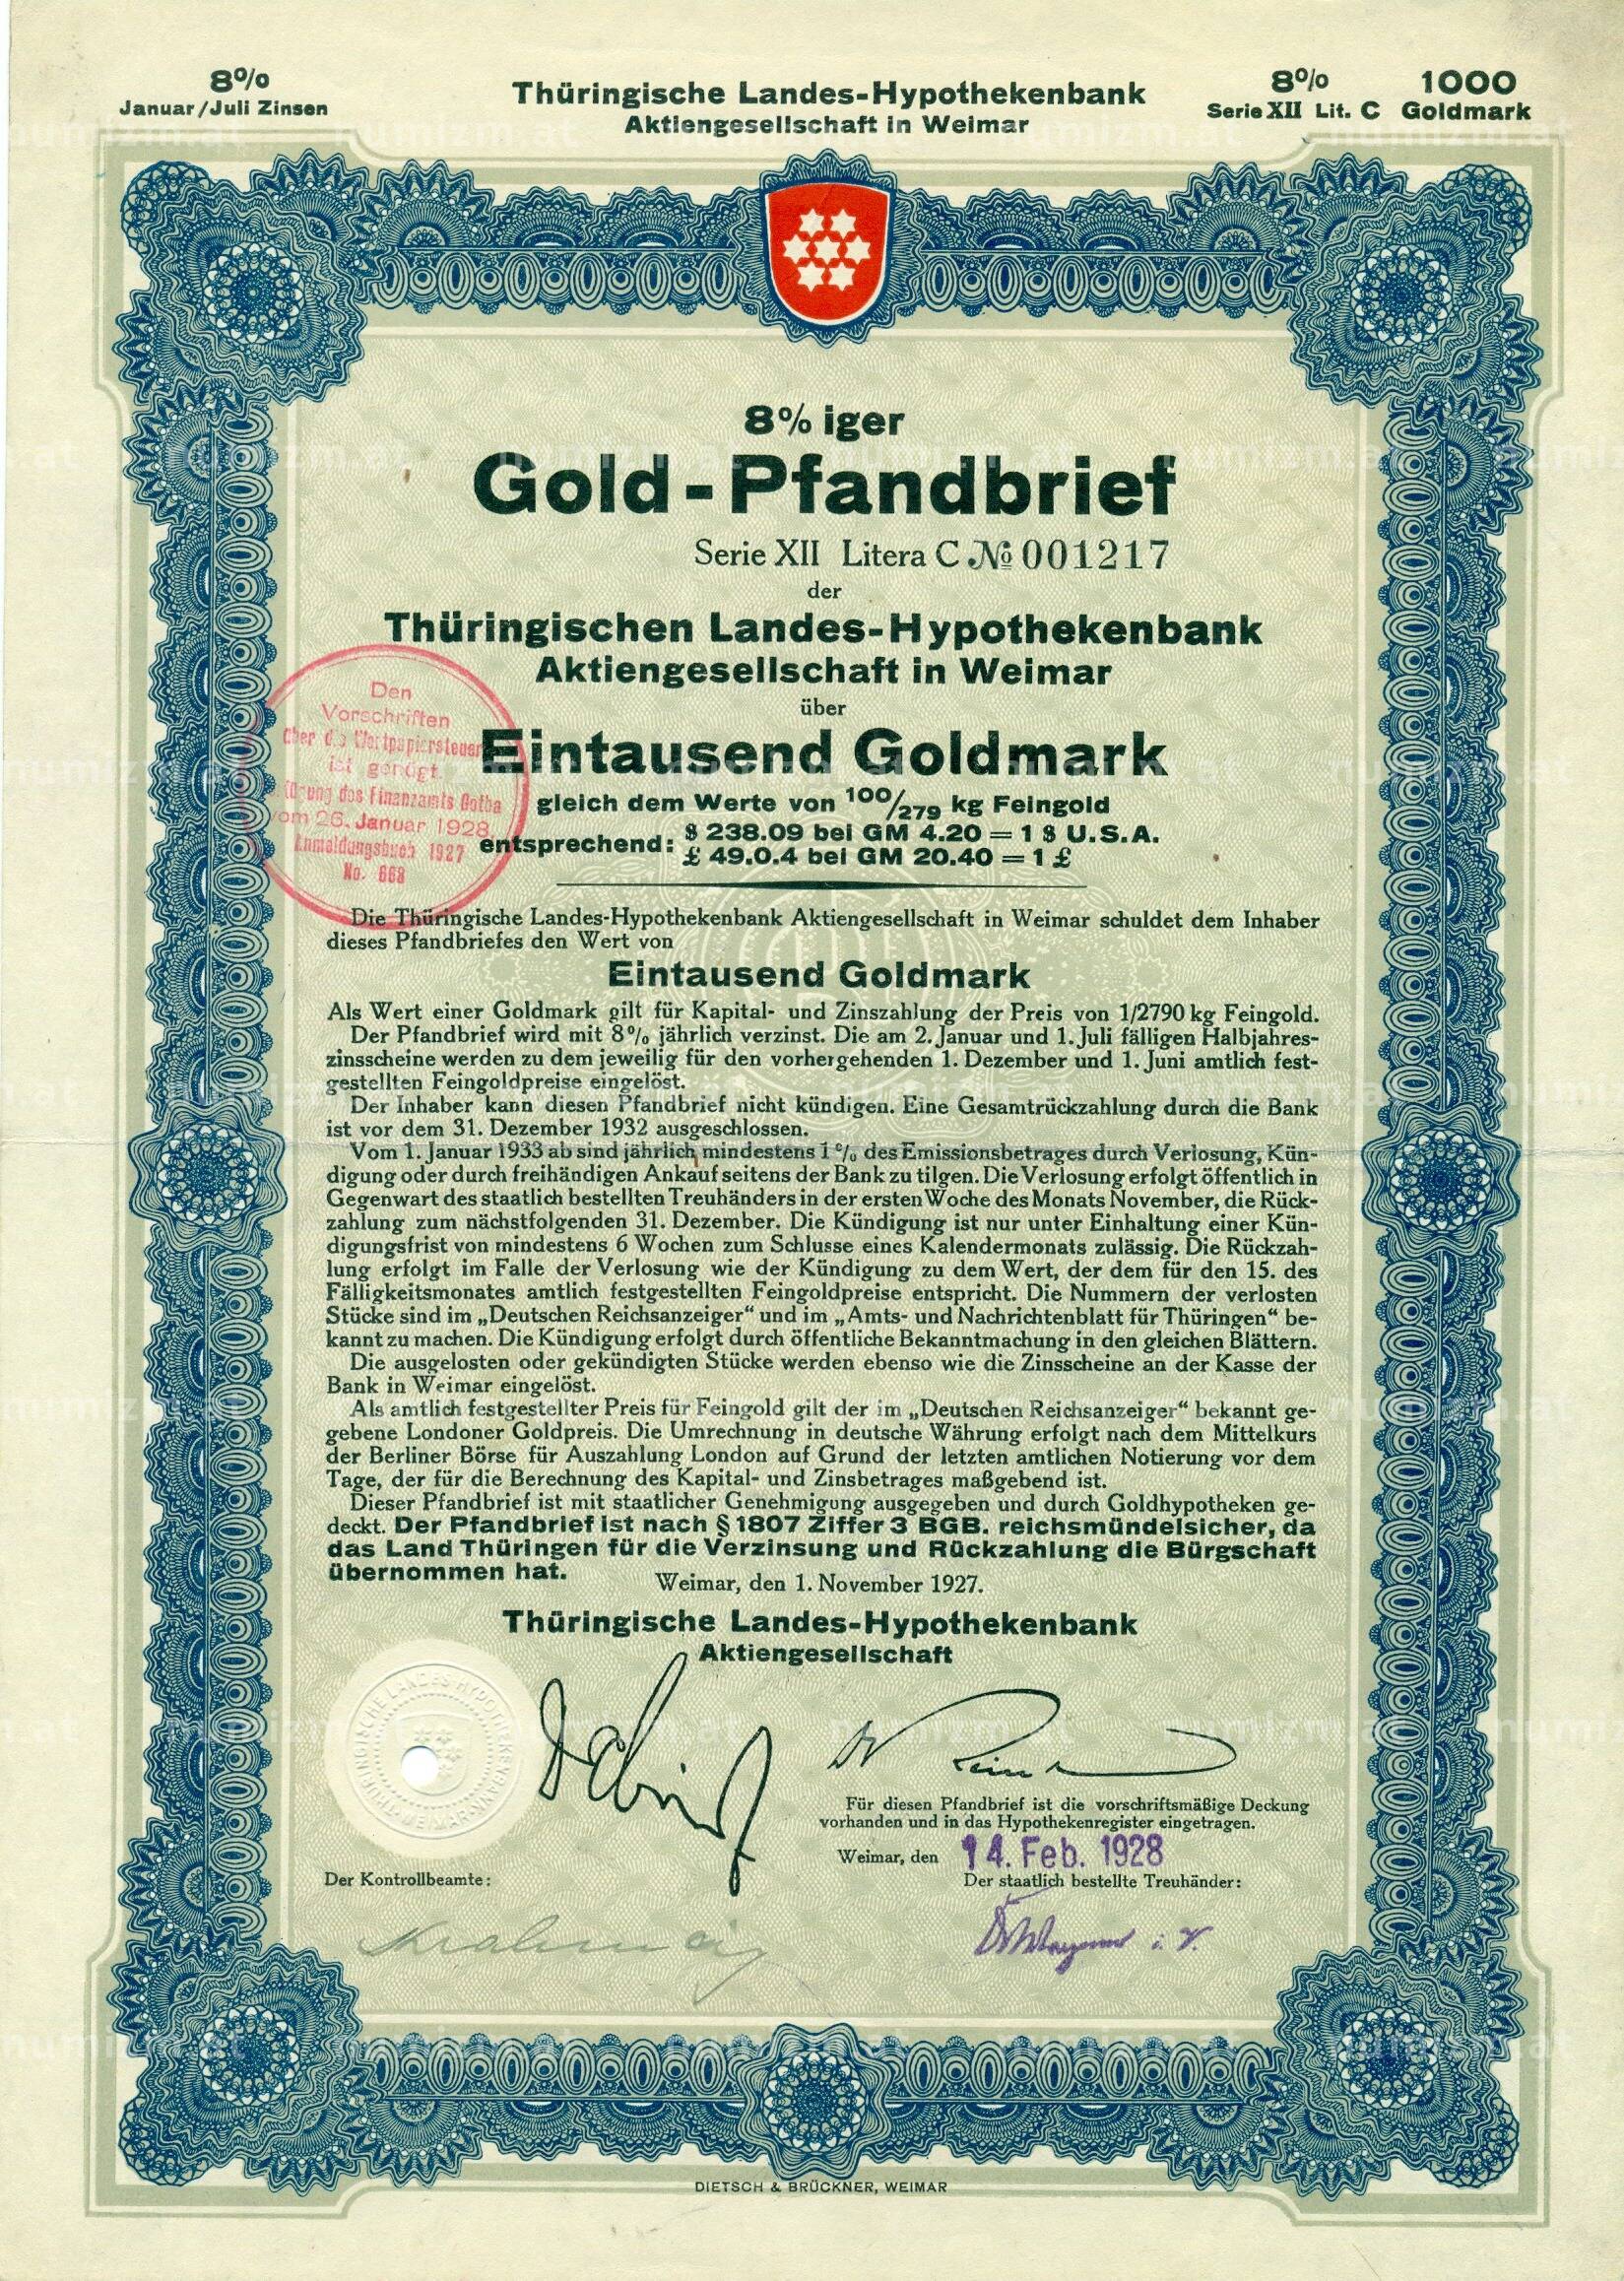 8% Januar/Juli Zinsen
Thüringische Landes-Hypothekenbank
Aktiengesellschaft in Weimar
8% 1000
Serie XII Lit. C Goldmark
8% iger
Gold-Pfandbrief
Serie XII Litera C № 001217
der
Thüringischen Landes-Hypothekenbank
Aktiengesellschaft in Weimar
über
Eintausend Goldmark
gleich dem Werte von 100/279 kg Feingold
entsprechend: $ 238.09 bei GM 4.20 = 1 $ U.S.A.
£ 49.0.4 bei GM 20.40 = 1 £
Den
Vorschriften
über die Wertpapiersteuer
ist genügt.
des Finanzamts Gotha
vom 26. Januar 1928
Anmeldungsbuch 1927
No. 668
Die Thüringische Landes-Hypothekenbank Aktiengesellschaft in Weimar schuldet dem Inhaber
dieses Pfandbriefes den Wert von
Eintausend Goldmark
Als Wert einer Goldmark gilt für Kapital- und Zinszahlung der Preis von 1/2790 kg Feingold.
Der Pfandbrief wird mit 8% jährlich verzinst. Die am 2. Januar und 1. Juli fälligen Halbjahres-
zinsscheine werden zu dem jeweilig für den vorhergehenden 1. Dezember und 1. Juni amtlich fest-
gestellten Feingoldpreise eingelöst.
Der Inhaber kann diesen Pfandbrief nicht kündigen. Eine Gesamtrückzahlung durch die Bank
ist vor dem 31. Dezember 1932 ausgeschlossen.
Vom 1. Januar 1933 ab sind jährlich mindestens 1% des Emissionsbetrages durch Verlosung, Kün-
digung oder durch freihändigen Ankauf seitens der Bank zu tilgen. Die Verlosung erfolgt öffentlich in
Gegenwart des staatlich bestellten Treuhänders in der ersten Woche des Monats November, die Rück-
zahlung zum nächstfolgenden 31. Dezember. Die Kündigung ist nur unter Einhaltung einer Kün-
digungsfrist von mindestens 6 Wochen zum Schlusse eines Kalendermonats zulässig. Die Rückzah-
lung erfolgt im Falle der Verlosung wie der Kündigung zu dem Wert, der dem für den 15. des
Fälligkeitsmonates amtlich festgestellten Feingoldpreise entspricht. Die Nummern der verlosten
Stücke sind im „Deutschen Reichsanzeiger“ und im „Amts- und Nachrichtenblatt für Thüringen“ be-
kannt zu machen. Die Kündigung erfolgt durch öffentliche Bekanntmachung in den gleichen Blättern.
Die ausgelosten oder gekündigten Stücke werden ebenso wie die Zinsscheine an der Kasse der
Bank in Weimar eingelöst.
Als amtlich festgestellter Preis für Feingold gilt der im „Deutschen Reichsanzeiger“ bekannt ge-
gebene Londoner Goldpreis. Die Umrechnung in deutsche Währung erfolgt nach dem Mittelkurs
der Berliner Börse für Auszahlung London auf Grund der letzten amtlichen Notierung vor dem
Tage, der für die Berechnung des Kapital- und Zinsbetrages maßgebend ist.
Dieser Pfandbrief ist mit staatlicher Genehmigung ausgegeben und durch Goldhypotheken ge-
deckt. Der Pfandbrief ist nach § 1807 Ziffer 3 BGB. reichsmündelsicher, da
das Land Thüringen für die Verzinsung und Rückzahlung die Bürgschaft
übernommen hat.
Weimar, den 1. November 1927.
Thüringische Landes-Hypothekenbank
Aktiengesellschaft
THÜRINGISCHE LANDES HYPOTHEKENBANK
WEIMAR
Dr
Für diesen Pfandbrief ist die vorschriftsmäßige Deckung
vorhanden und in das Hypothekenregister eingetragen.
Weimar, den 14. Feb. 1928
Der Kontrollbeamte:
Der staatlich bestellte Treuhänder:
i. V.
DIETSCH & BRÜCKNER, WEIMAR
numizm.at